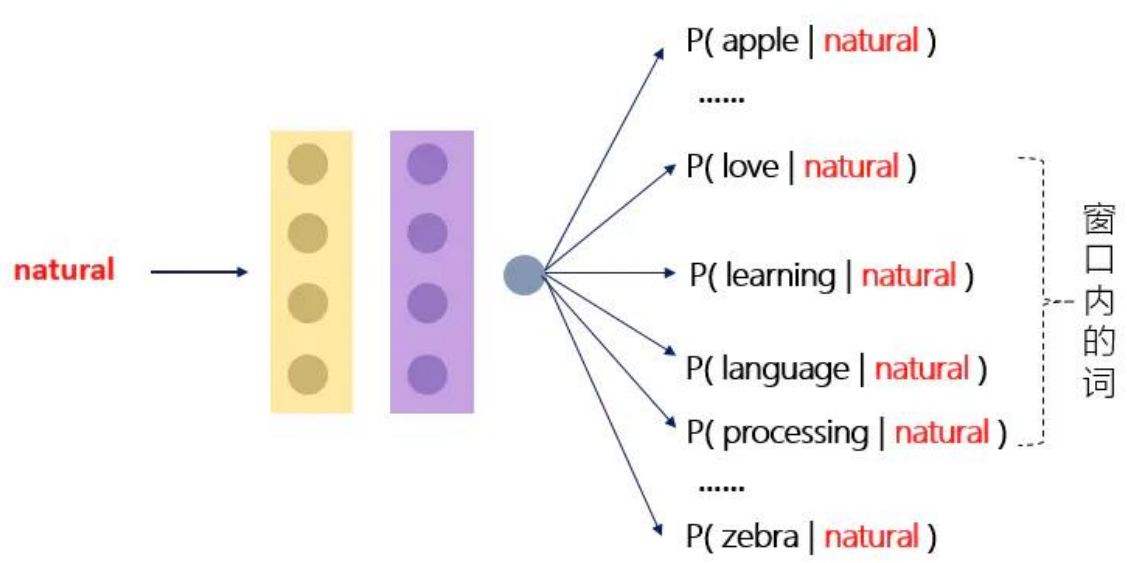 natural
P( apple | natural )
......
P( love | natural )
P( learning | natural )
P( language | natural )
P( processing | natural )
......
P( zebra | natural )
窗口内的词